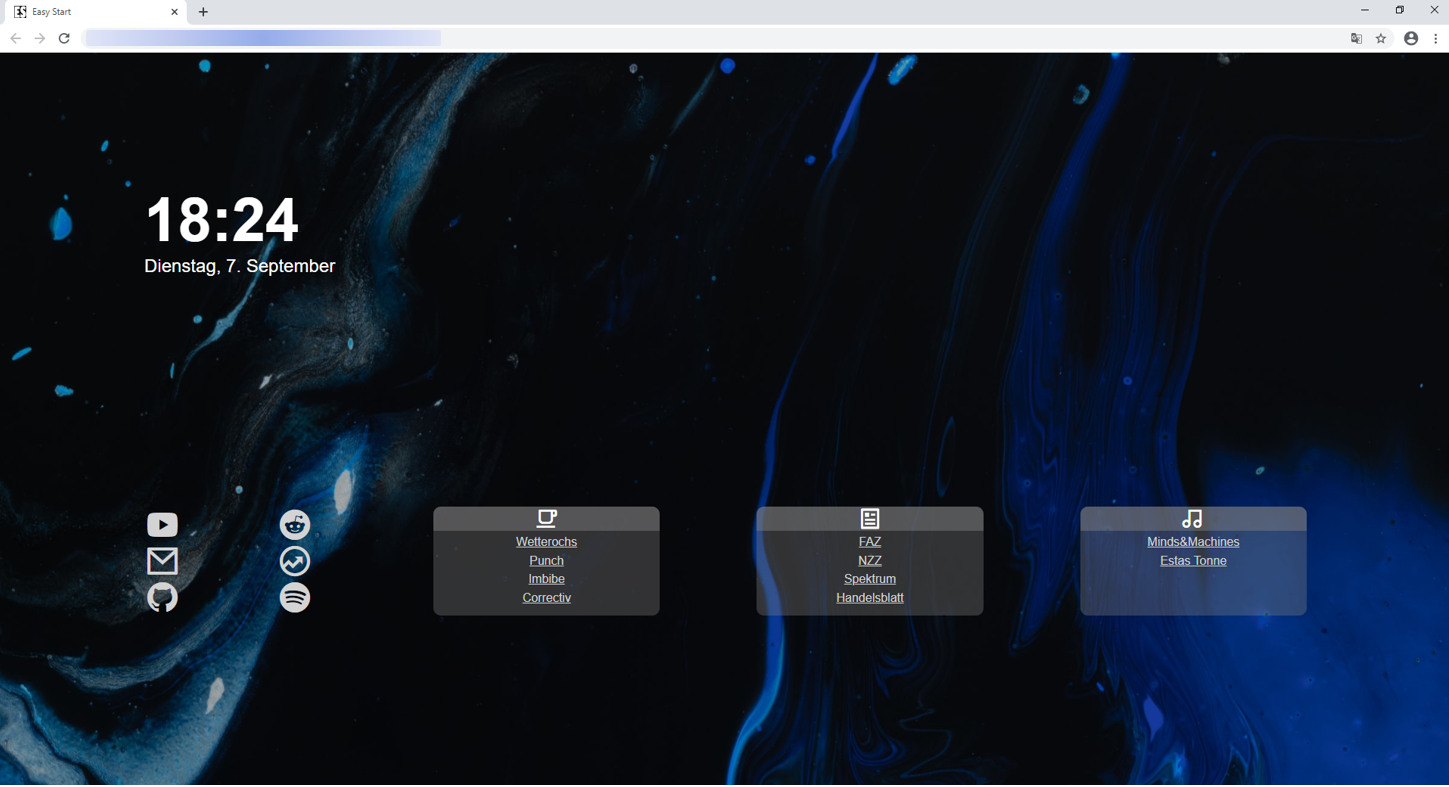 Easy Start
18:24
Dienstag, 7. September
Wetterochs
Punch
Imbibe
Correctiv
FAZ
NZZ
Spektrum
Handelsblatt
Minds&Machines
Estas Tonne